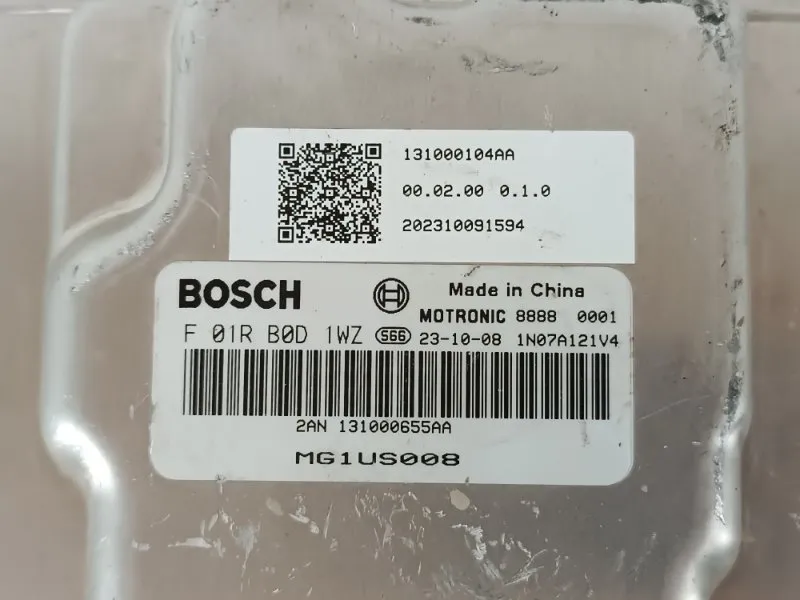 131000104AA
00.02.00 0.1.0
202310091594
BOSCH Made in China
MOTRONIC 8888 0001
F 01R B0D 1WZ S66 23-10-08 1N07A121V4
2AN 131000655AA
MG1US008